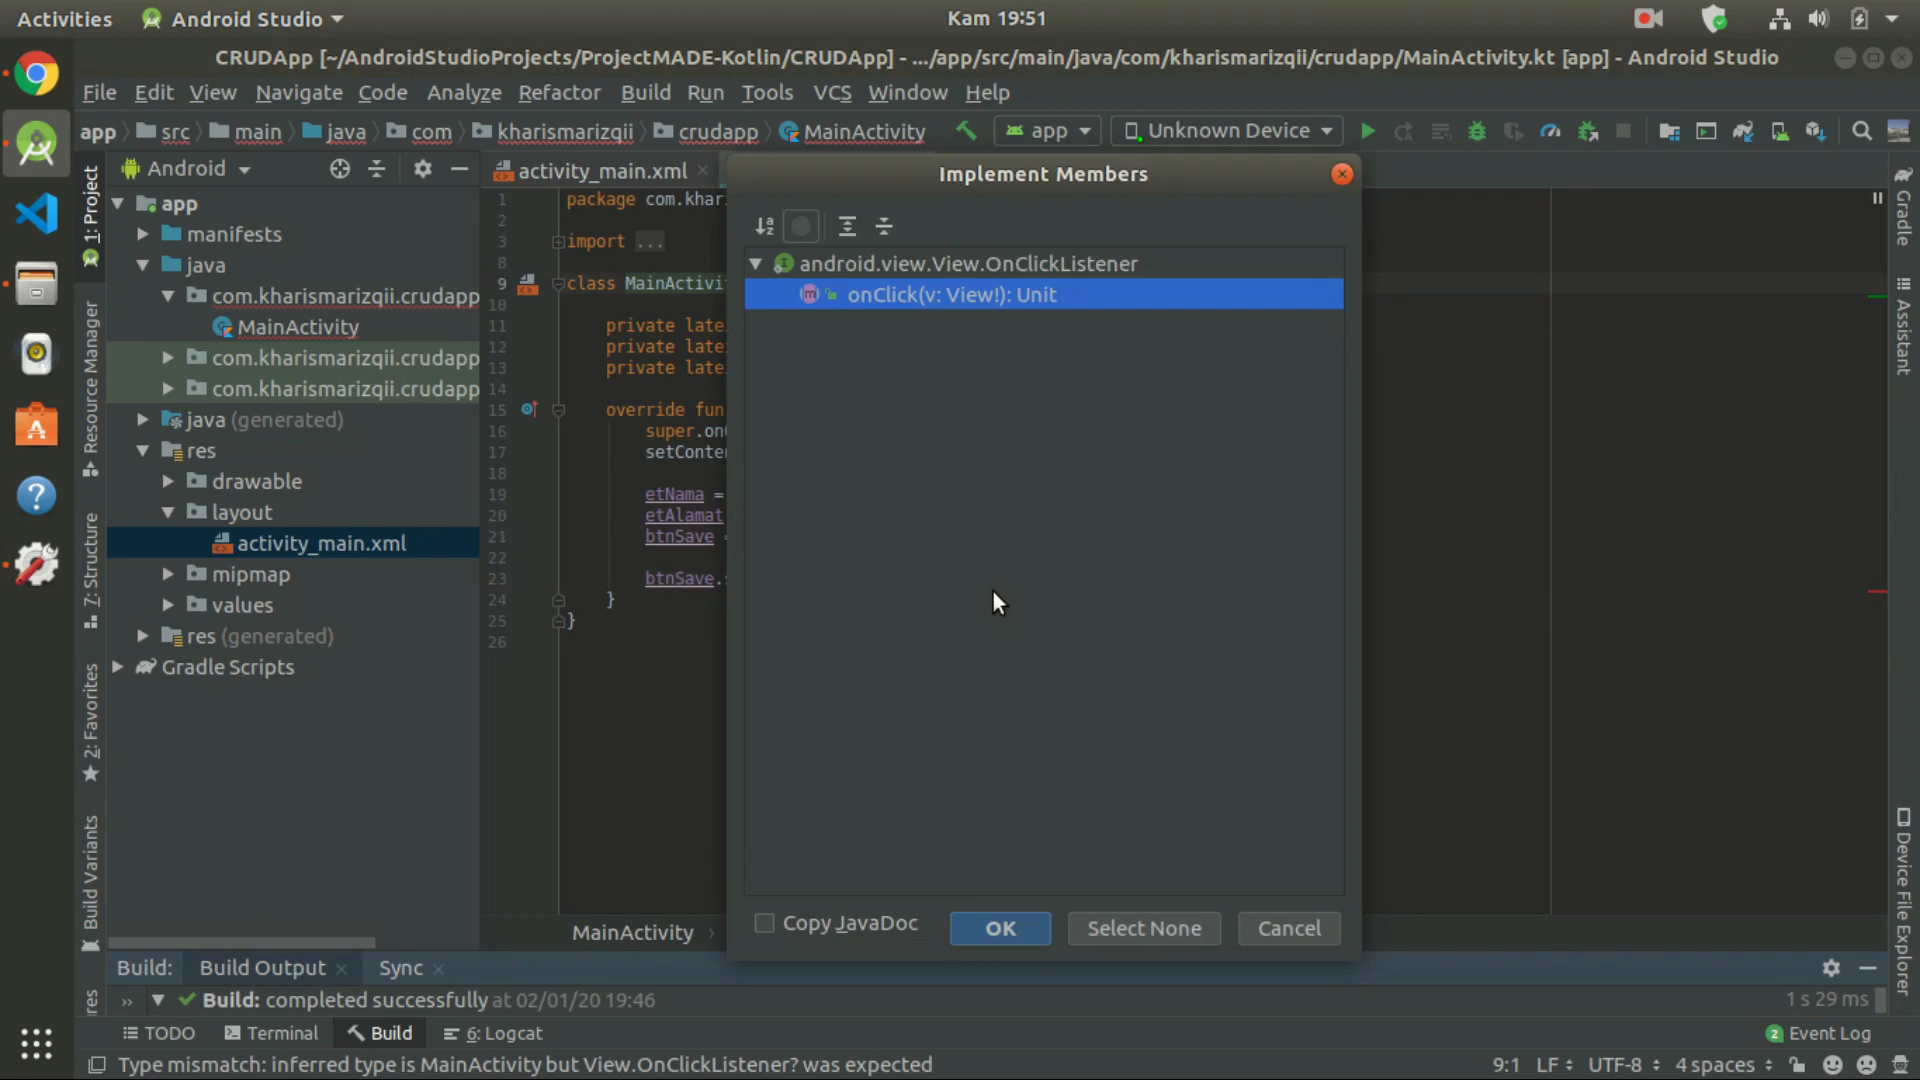 Activities Android Studio Kam 19:51
CRUDApp [~/AndroidStudioProjects/ProjectMADE-Kotlin/CRUDApp] - .../app/src/main/java/com/kharismarizqii/crudapp/MainActivity.kt [app] - Android Studio
File Edit View Navigate Code Analyze Refactor Build Run Tools VCS Window Help
app src main java com kharismarizqii crudapp MainActivity app Unknown Device
Android
activity_main.xml
Implement Members
1: Project
Resource Manager
7: Structure
2: Favorites
Build Variants
app
manifests
java
com.kharismarizqii.crudapp
MainActivity
com.kharismarizqii.crudapp
com.kharismarizqii.crudapp
java (generated)
res
drawable
layout
activity_main.xml
mipmap
values
res (generated)
Gradle Scripts
1 package com.khar
2
3 import ...
8
9 class MainActivi
10
11 private late
12 private late
13 private late
14
15 override fun
16 super.on
17 setConte
18
19 etNama =
20 etAlamat
21 btnSave =
22
23 btnSave.
24 }
25 }
26
android.view.View.OnClickListener
onClick(v: View!): Unit
Copy JavaDoc OK Select None Cancel
MainActivity
Gradle
Assistant
Device File Explorer
Build: Build Output Sync
Build: completed successfully at 02/01/20 19:46 1 s 29 ms
TODO Terminal Build 6: Logcat 2 Event Log
Type mismatch: inferred type is MainActivity but View.OnClickListener? was expected 9:1 LF UTF-8 4 spaces